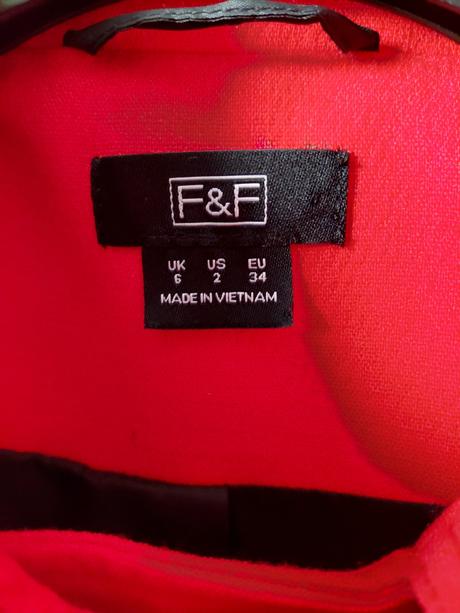 F&F
UK US EU
6 2 34
MADE IN VIETNAM